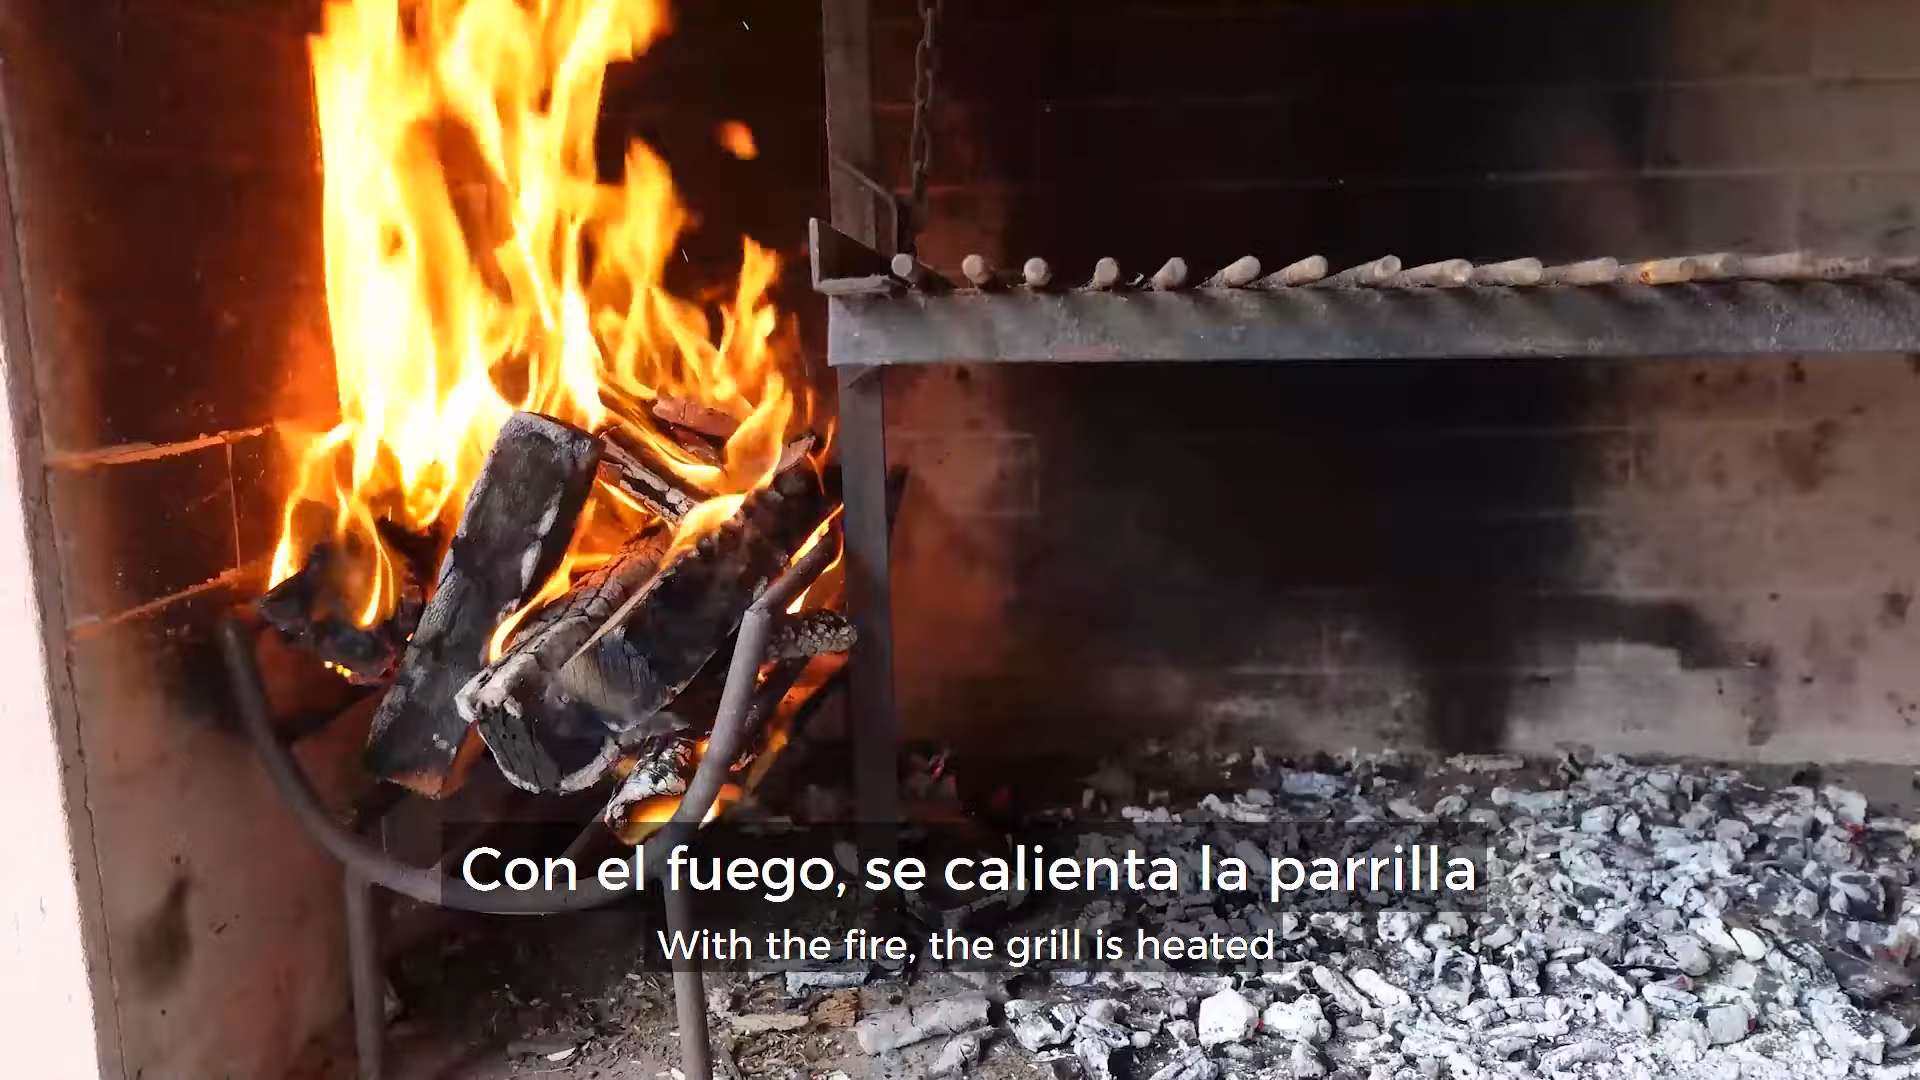 Con el fuego, se calienta la parrilla
With the fire, the grill is heated